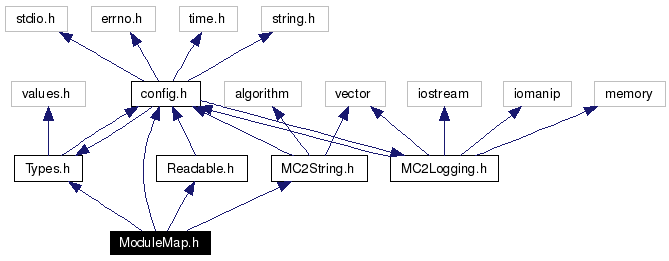 stdio.h
errno.h
time.h
string.h
values.h
config.h
algorithm
vector
iostream
iomanip
memory
Types.h
Readable.h
MC2String.h
MC2Logging.h
ModuleMap.h